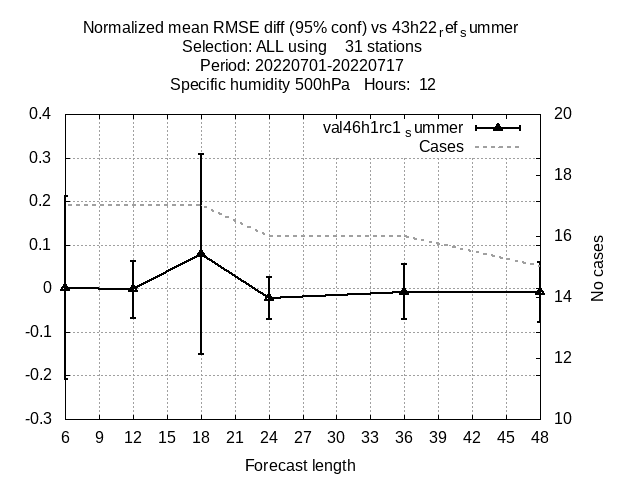 Normalized mean RMSE diff (95% conf) vs 43h22ref summer
Selection: ALL using 31 stations
Period: 20220701-20220717
Specific humidity 500hPa Hours: 12
val46h1rc1 summer
Cases
0.4
0.3
0.2
0.1
0
-0.1
-0.2
-0.3
20
18
16
14
12
10
No cases
6 9 12 15 18 21 24 27 30 33 36 39 42 45 48
Forecast length